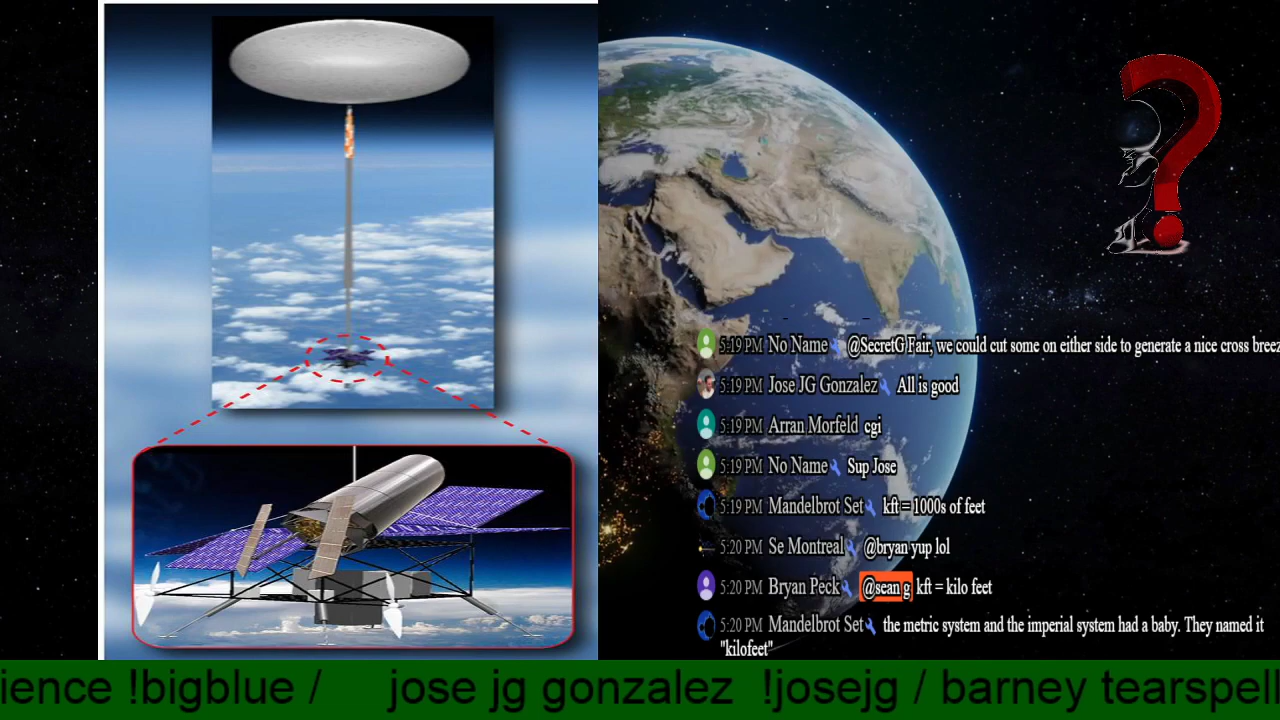 5:19 PM No Name @SecretG Fair, we could cut some on either side to generate a nice cross breez
5:19 PM Jose JG Gonzalez All is good
5:19 PM Arran Morfeld cgi
5:19 PM No Name Sup Jose
5:19 PM Mandelbrot Set kft = 1000s of feet
5:20 PM Se Montreal @bryan yup lol
5:20 PM Bryan Peck @sean g kft = kilo feet
5:20 PM Mandelbrot Set the metric system and the imperial system had a baby. They named it
"kilofeet"
ience !bigblue / jose jg gonzalez !josejg / barney tearspell